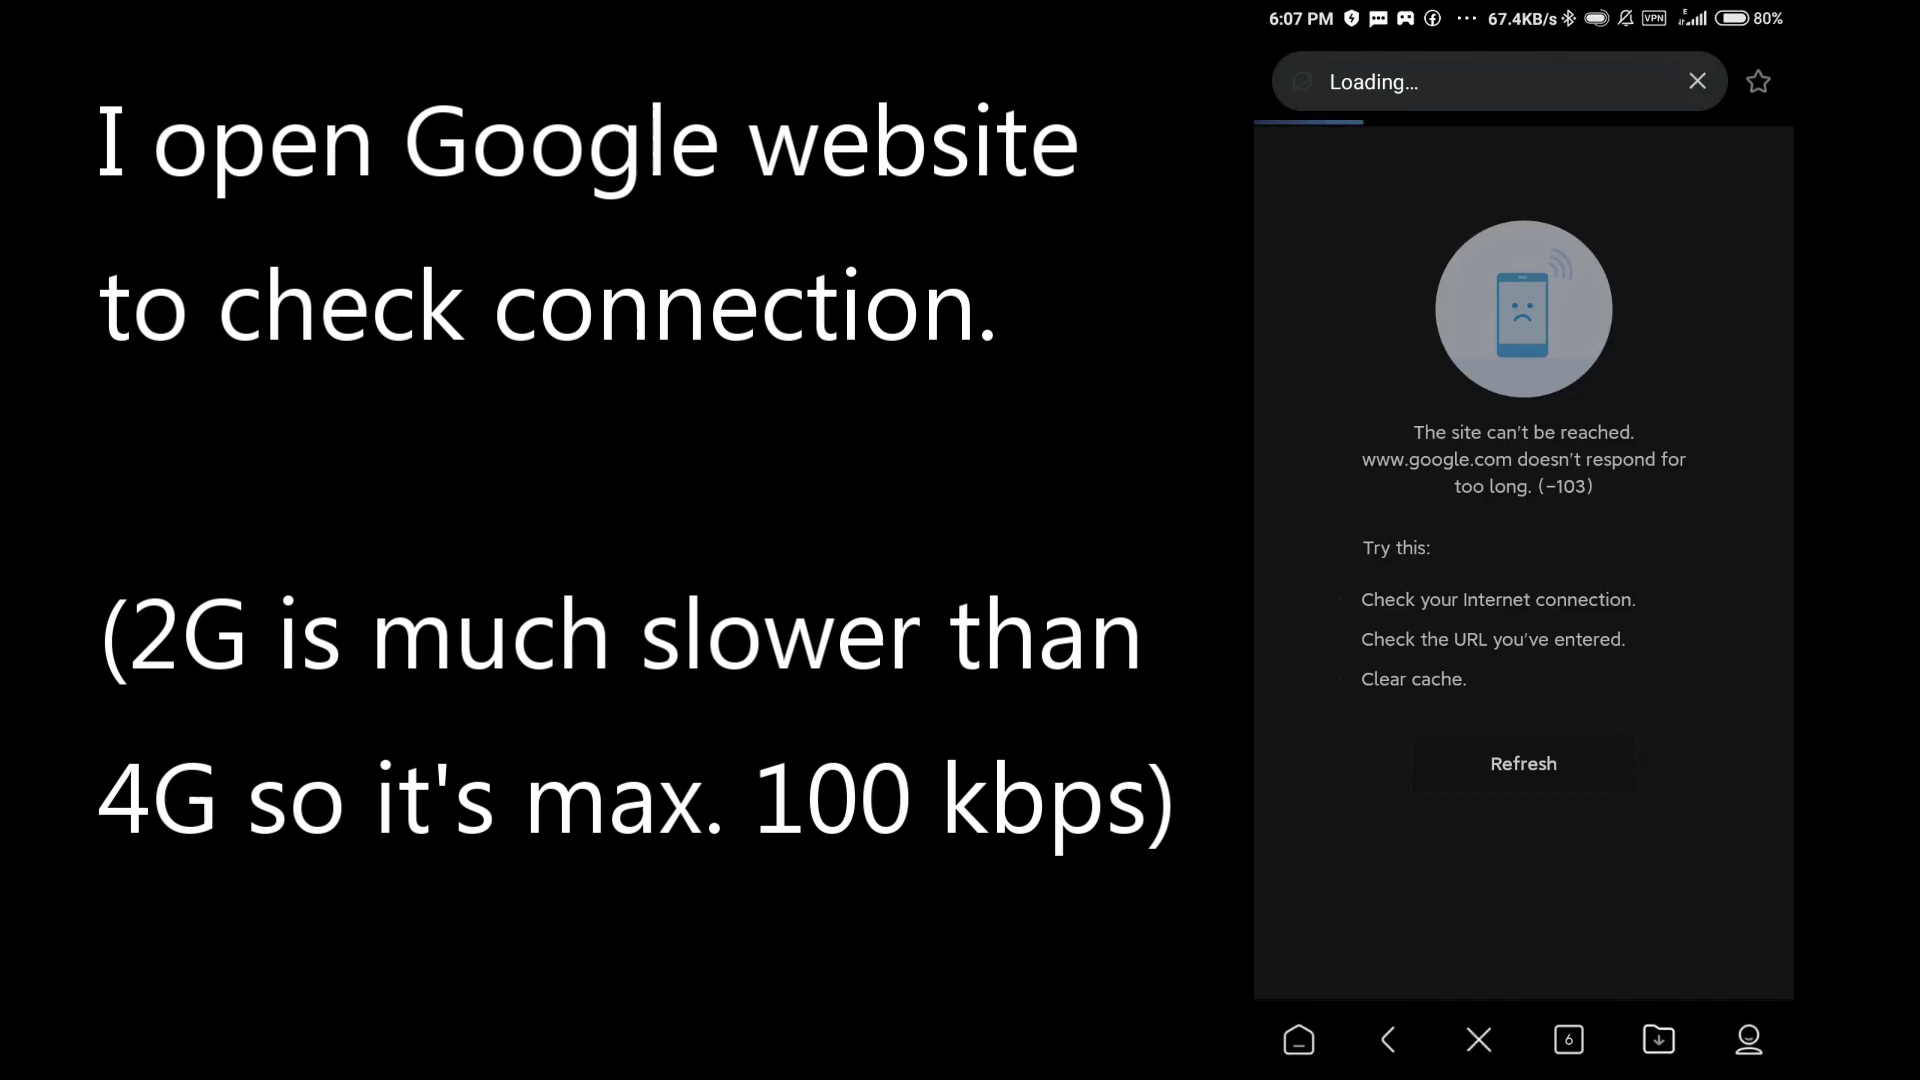 I open Google website
to check connection.
(2G is much slower than
4G so it's max. 100 kbps)
6:07 PM ... 67.4KB/s VPN E 80%
Loading...
The site can't be reached.
www.google.com doesn't respond for
too long. (-103)
Try this:
Check your Internet connection.
Check the URL you've entered.
Clear cache.
Refresh
6